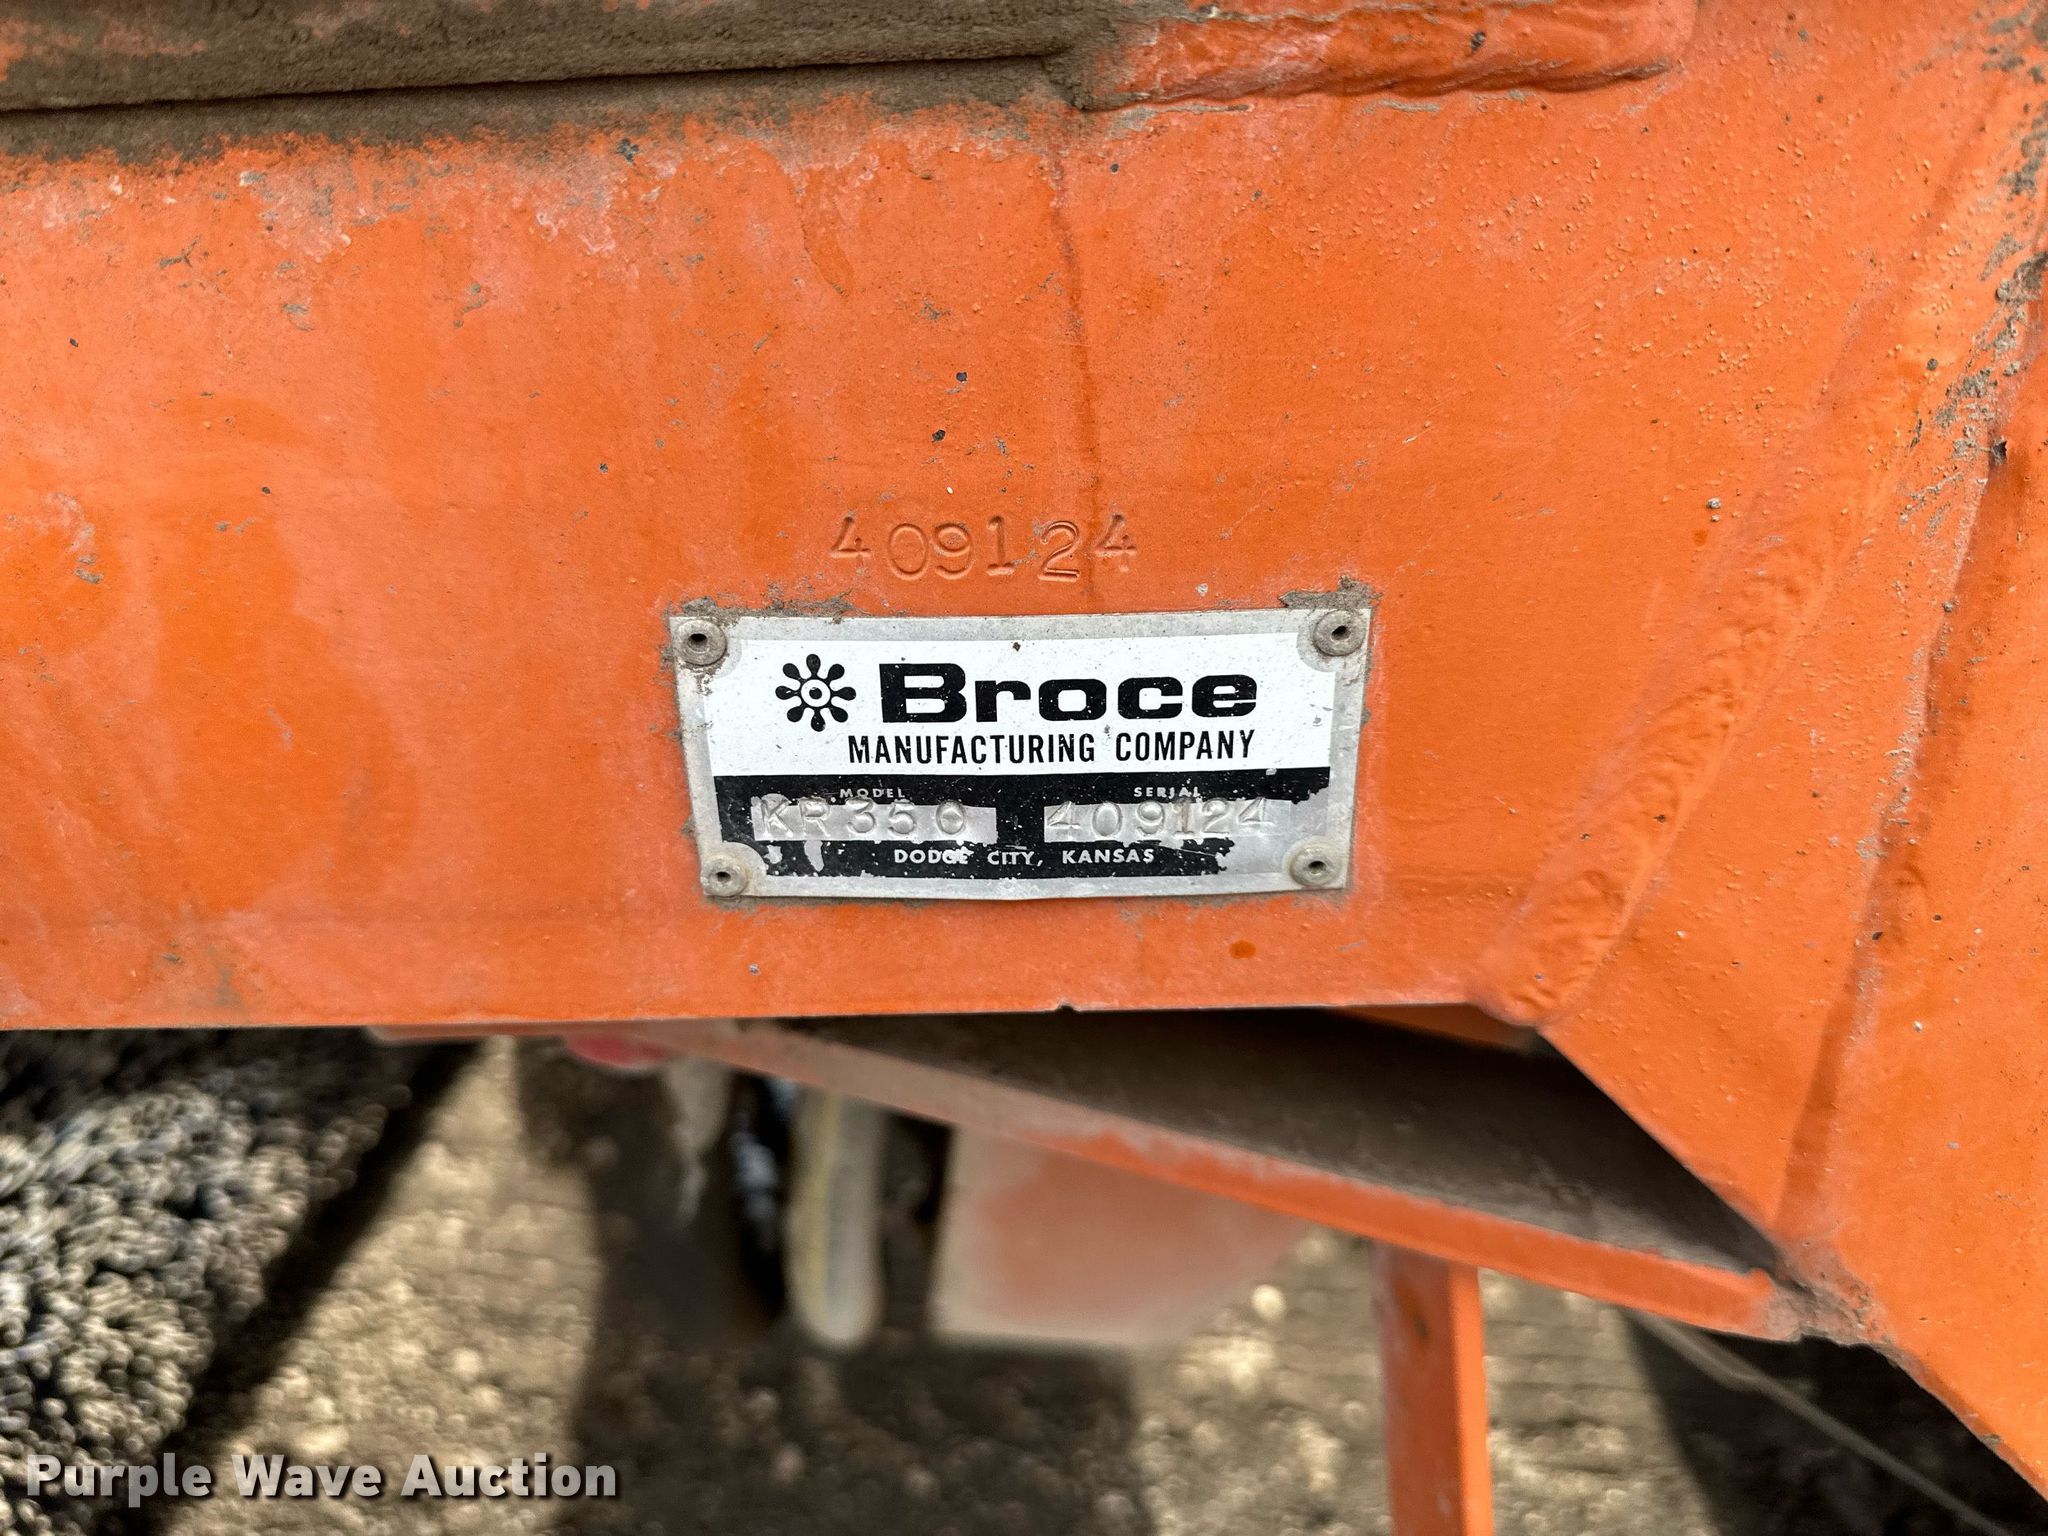 409124
Broce
MANUFACTURING COMPANY
MODEL SERIAL
KR350 409124
DODGE CITY, KANSAS
Purple Wave Auction